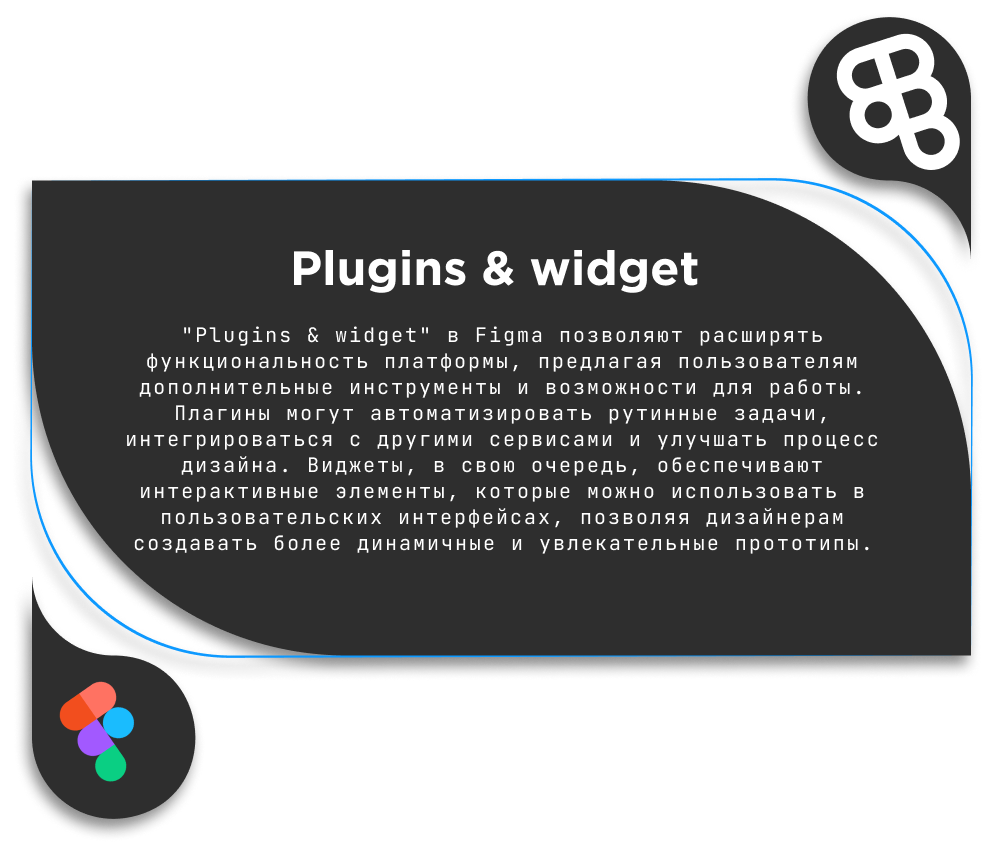 Plugins & widget
"Plugins & widget" в Figma позволяют расширять
функциональность платформы, предлагая пользователям
дополнительные инструменты и возможности для работы.
Плагины могут автоматизировать рутинные задачи,
интегрироваться с другими сервисами и улучшать процесс
дизайна. Виджеты, в свою очередь, обеспечивают
интерактивные элементы, которые можно использовать в
пользовательских интерфейсах, позволяя дизайнерам
создавать более динамичные и увлекательные прототипы.